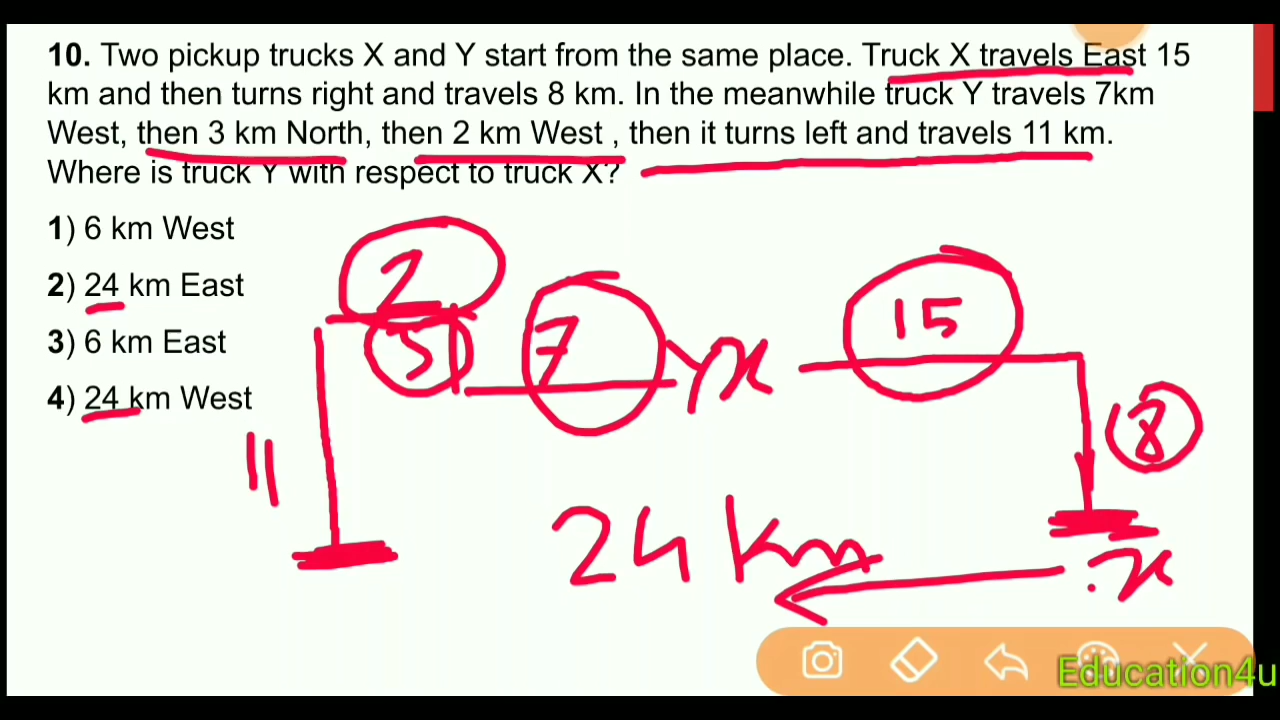 10. Two pickup trucks X and Y start from the same place. Truck X travels East 15
km and then turns right and travels 8 km. In the meanwhile truck Y travels 7km
West, then 3 km North, then 2 km West , then it turns left and travels 11 km.
Where is truck Y with respect to truck X?
1) 6 km West
2) 24 km East
3) 6 km East
4) 24 km West
2
7
15
Y x
8
11
24 km
x
Education4u